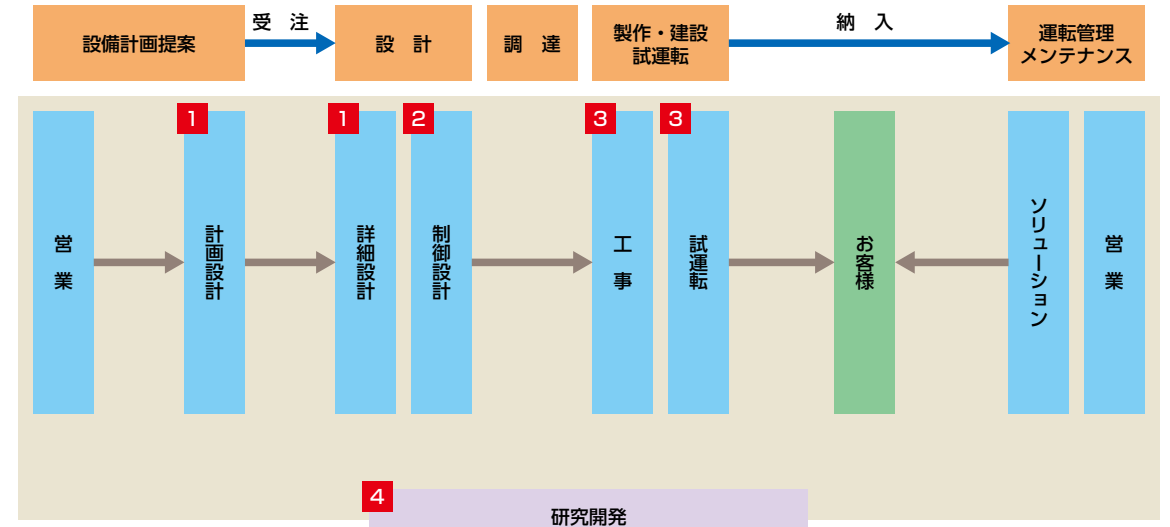 設備計画提案
受 注
設 計
調 達
製作・建設
試運転
納 入
運転管理
メンテナンス
営 業
1
計画設計
1
詳細設計
2
制御設計
3
工 事
3
試運転
お客様
ソリューション
営 業
4
研究開発